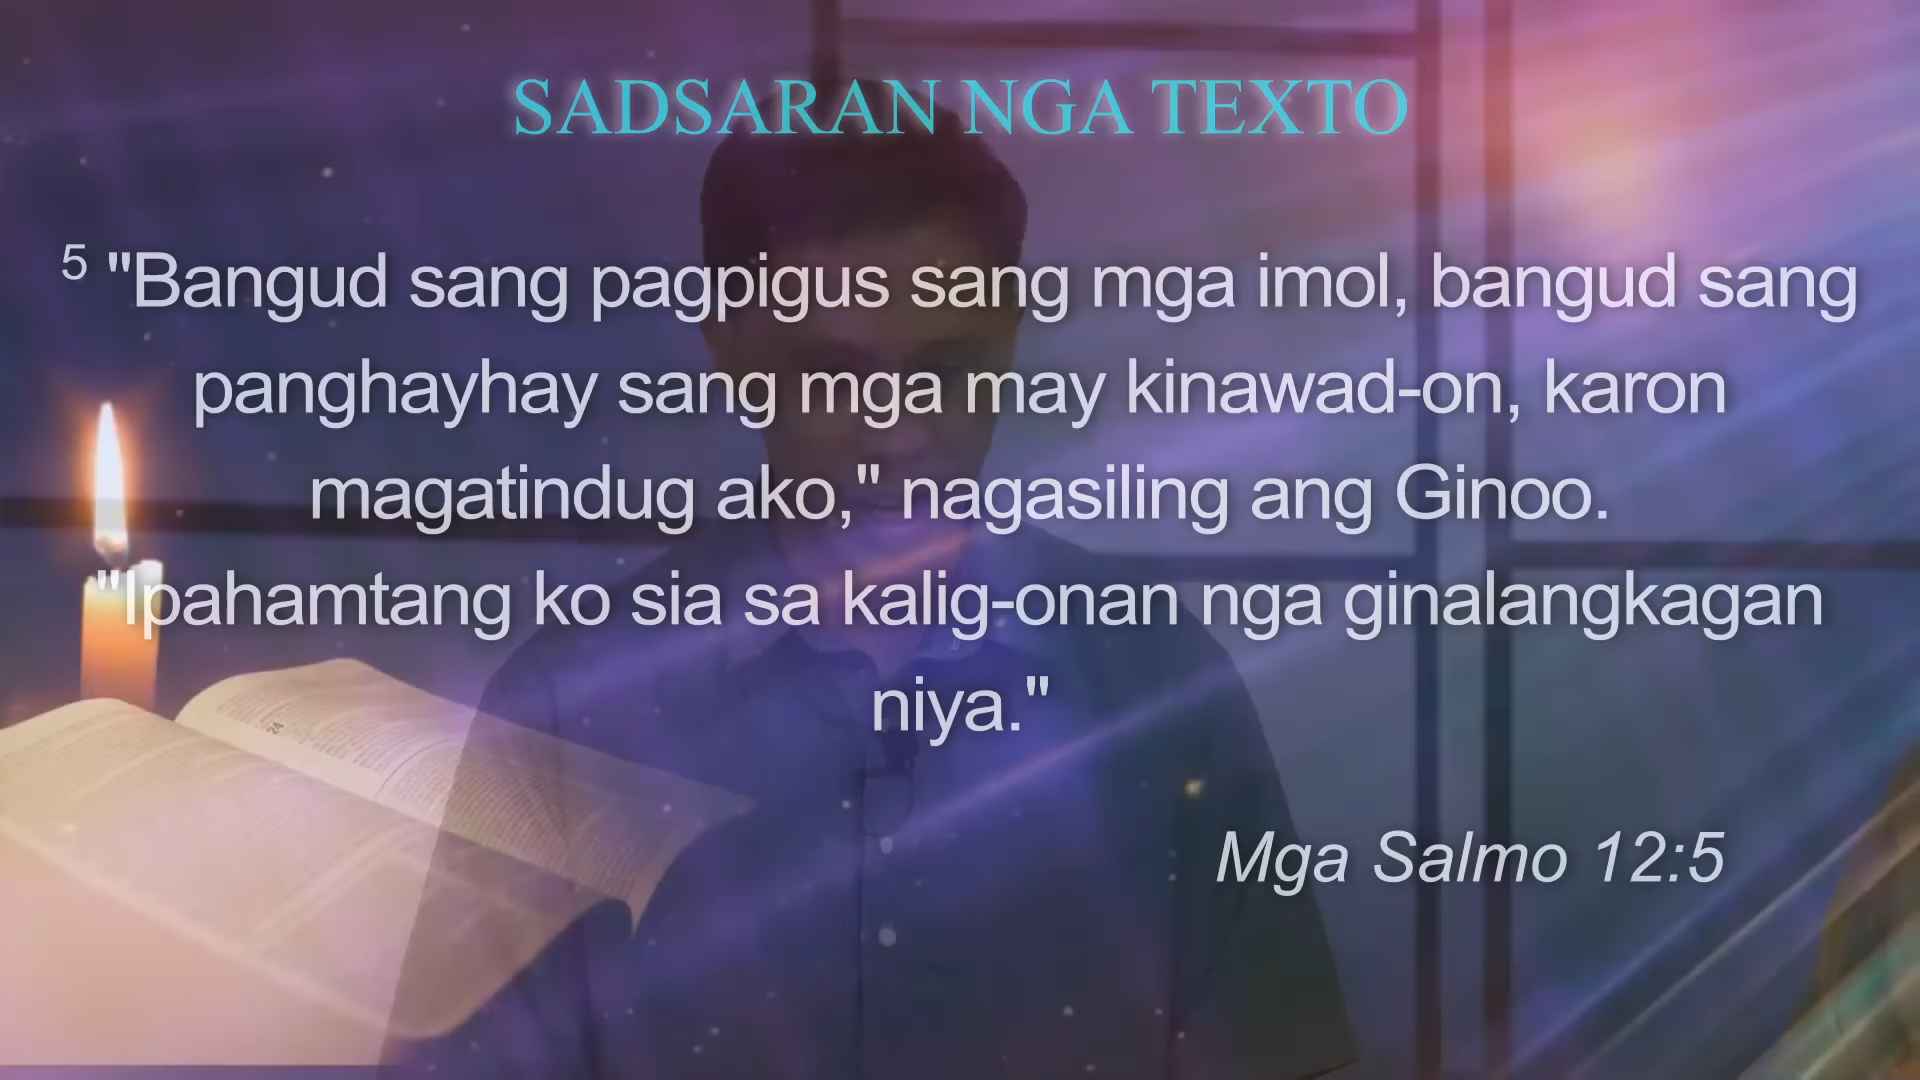 SADSARAN NGA TEXTO
5 "Bangud sang pagpigus sang mga imol, bangud sang
panghayhay sang mga may kinawad-on, karon
magatindug ako," nagasiling ang Ginoo.
"Ipahamtang ko sia sa kalig-onan nga ginalangkagan
niya."
Mga Salmo 12:5